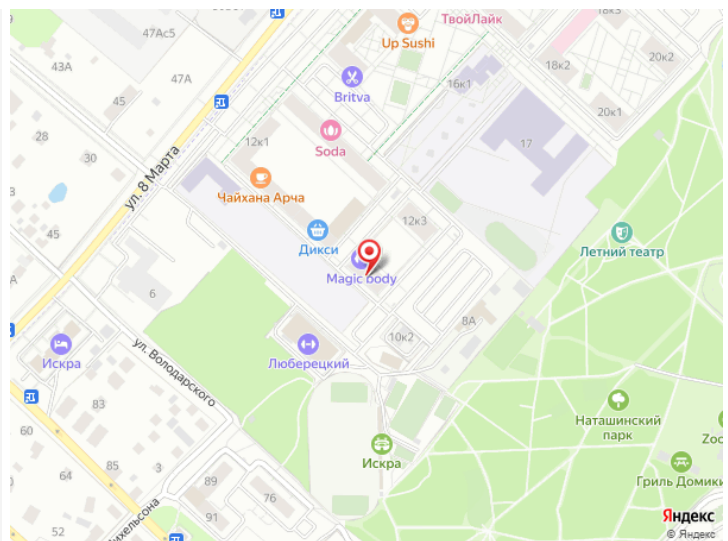 ТвойЛайк
47Ас5
Up Sushi
18к2
20к2
43А
47А
Britva
16к1
45
20к1
28
12к1
17
30
Soda
ул. 8 Марта
Чайхана Арча
12к3
45
Дикси
Летний театр
Magic body
6
8А
10к2
Искра
Люберецкий
ул. Володарского
83
60
Наташинский
парк
Zoo
85
Искра
3
Гриль Домики
89
76
52
91
Яндекс
© Яндекс